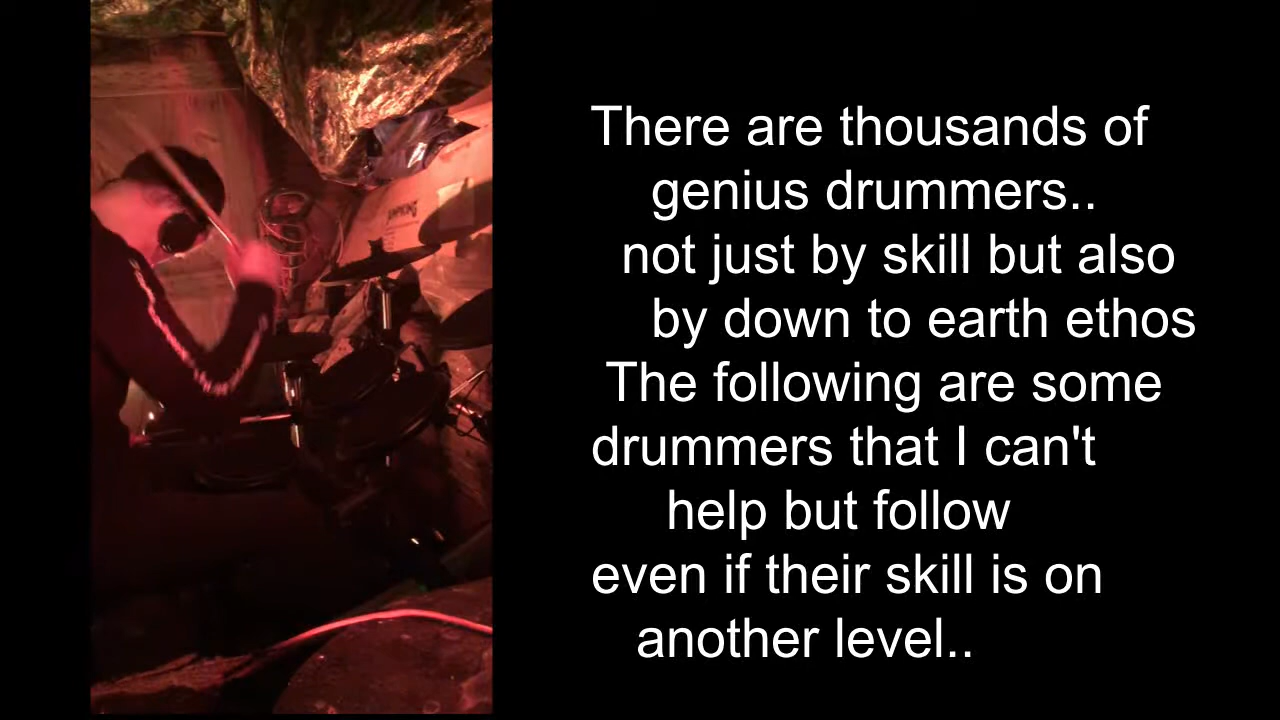 There are thousands of
genius drummers..
not just by skill but also
by down to earth ethos
The following are some
drummers that I can't
help but follow
even if their skill is on
another level..